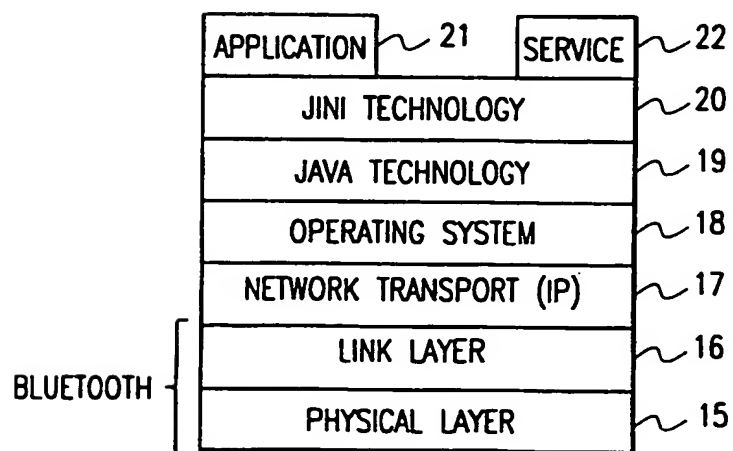 APPLICATION 21 SERVICE 22
JINI TECHNOLOGY 20
JAVA TECHNOLOGY 19
OPERATING SYSTEM 18
NETWORK TRANSPORT (IP) 17
LINK LAYER 16
BLUETOOTH
PHYSICAL LAYER 15